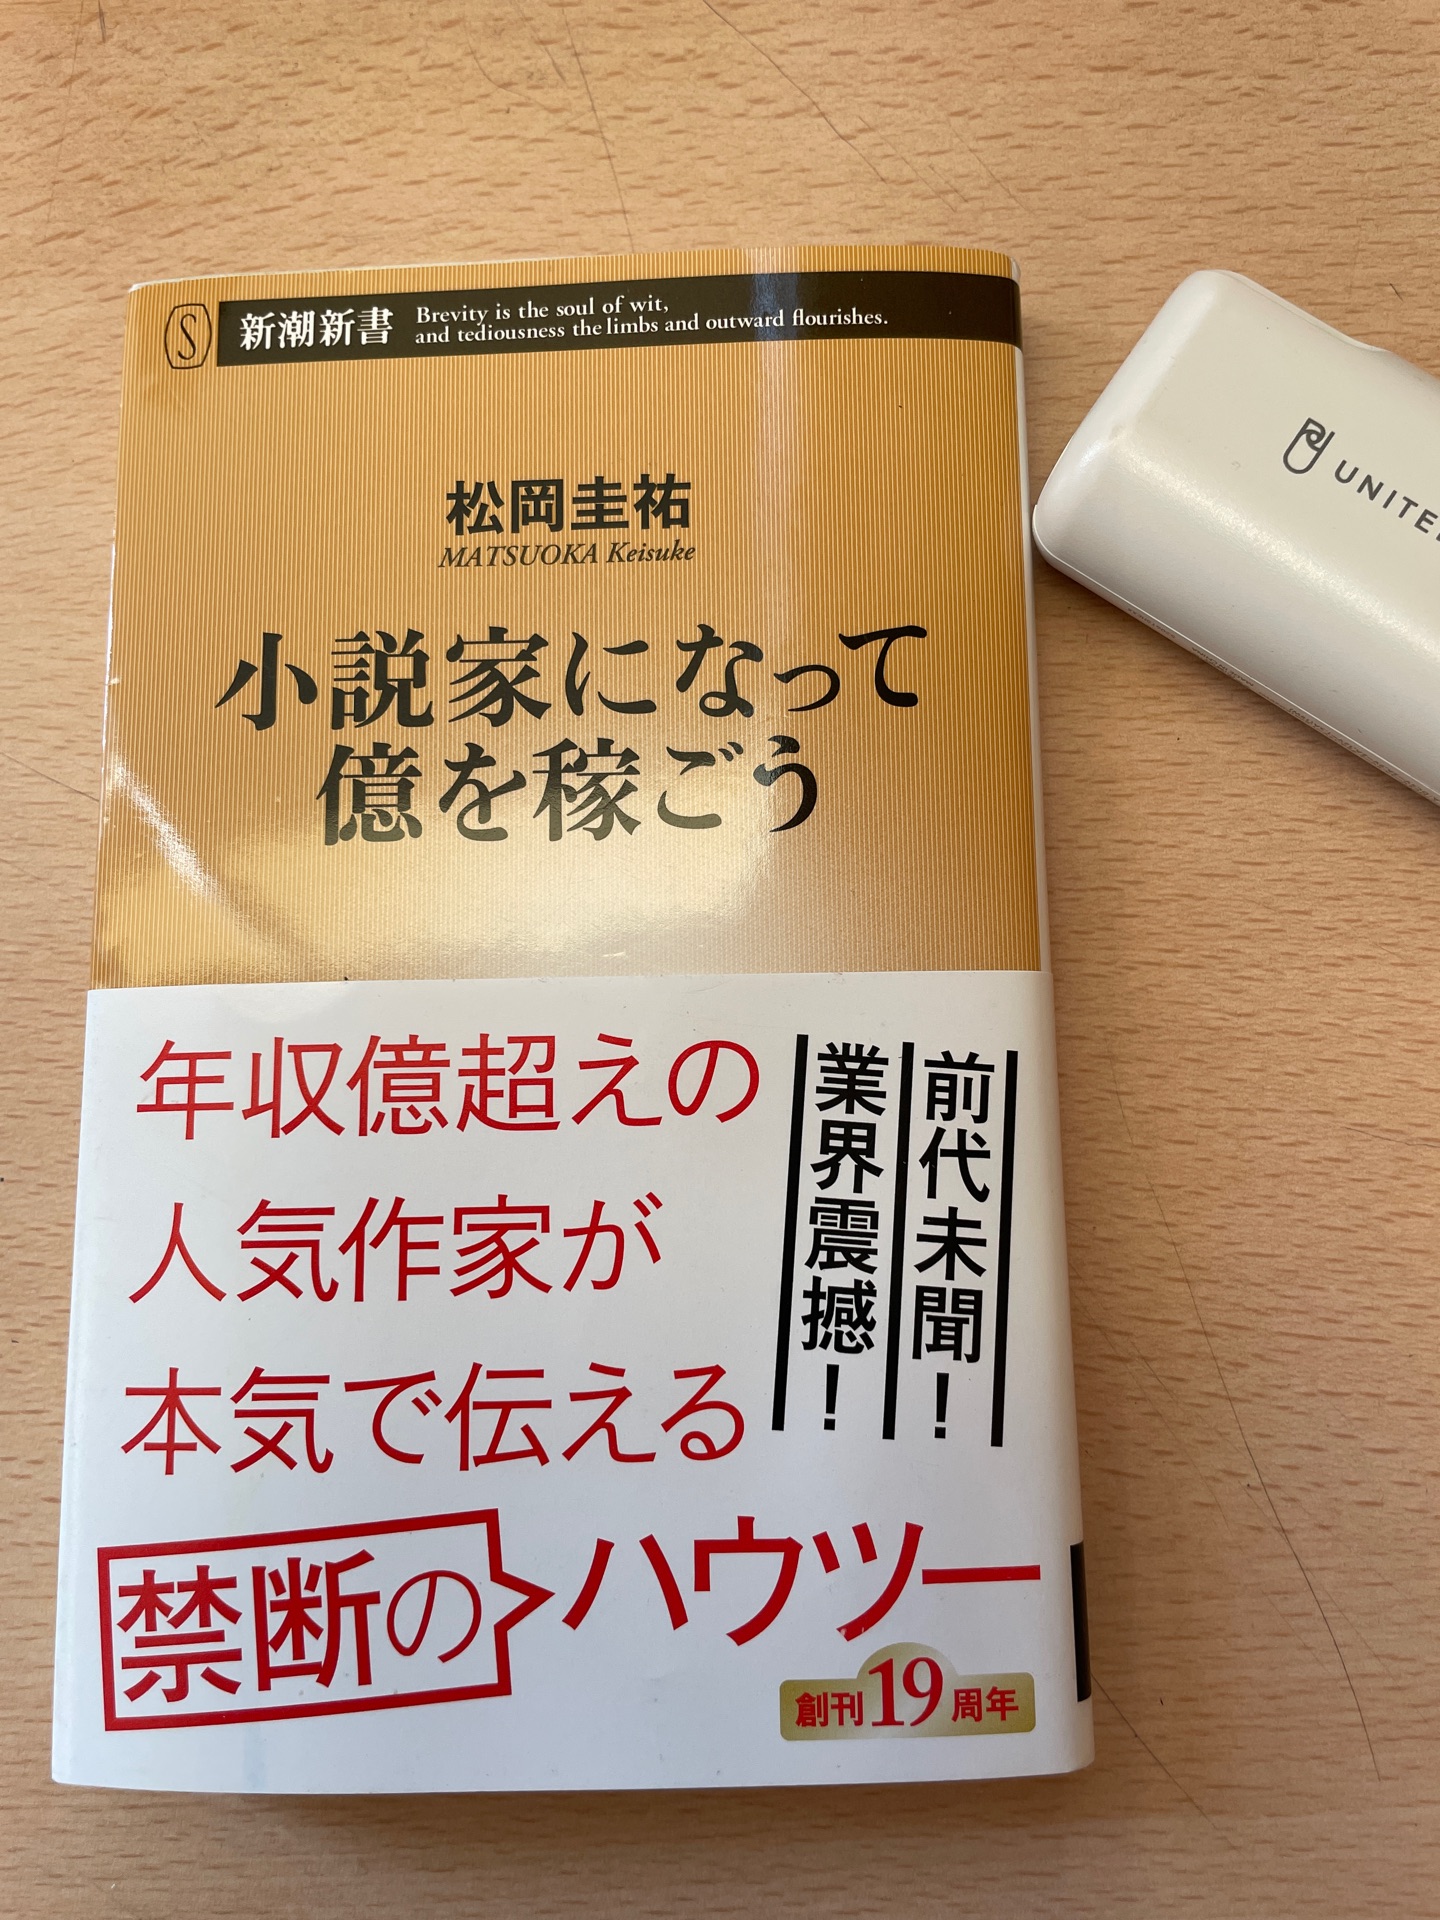 S
新潮新書
Brevity is the soul of wit,
and tediousness the limbs and outward flourishes.
松岡圭祐
MATSUOKA Keisuke
小説家になって
億を稼ごう
前代未聞!
業界震撼!
年収億超えの
人気作家が
本気で伝える
禁断のハウツー
創刊19周年